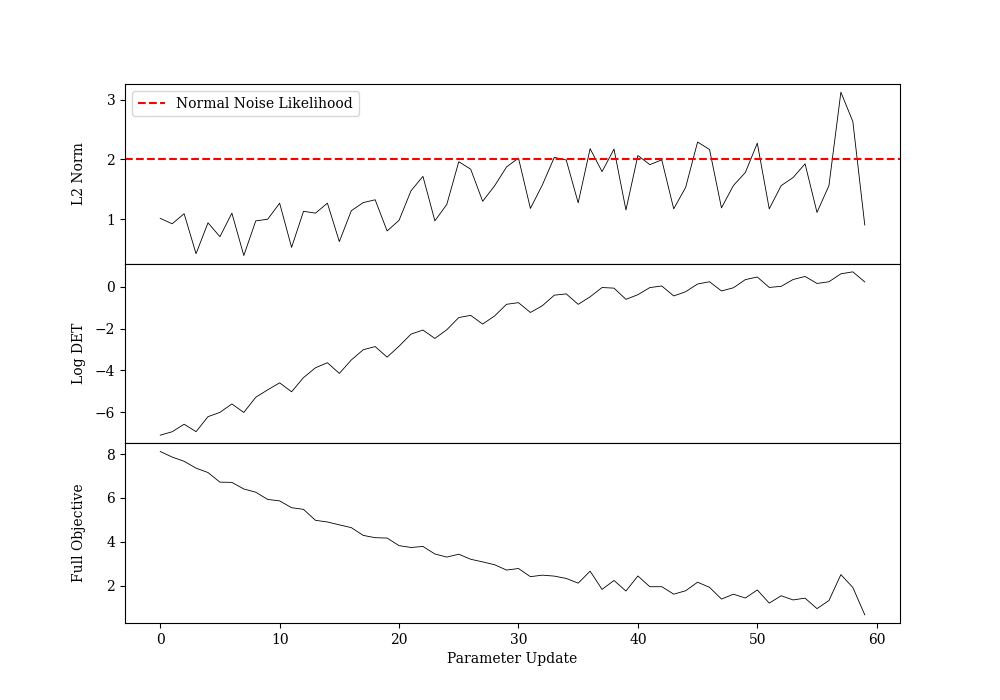 Normal Noise Likelihood
L2 Norm
3
2
1
Log DET
0
−2
−4
−6
Full Objective
8
6
4
2
0 10 20 30 40 50 60
Parameter Update